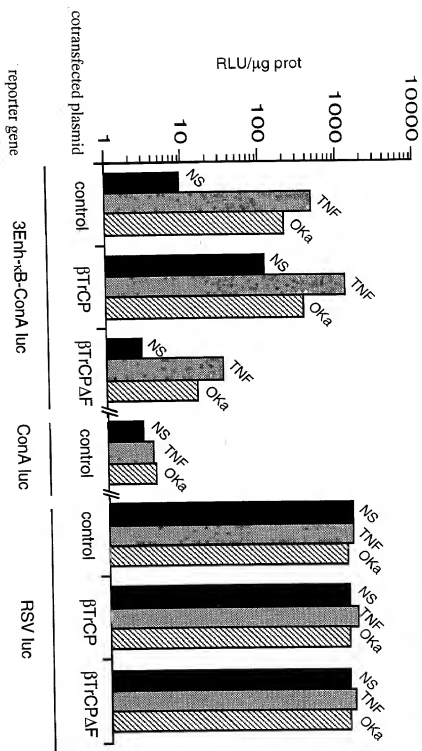 RLU/µg prot
10000
1000
100
10
1
NS TNF OKa
NS TNF OKa
NS TNF OKa
NS TNF OKa
NS TNF OKa
NS TNF OKa
NS TNF OKa
cotransfected plasmid control βTrCP βTrCPΔF control control βTrCP βTrCPΔF
reporter gene 3Enh-κB-ConA luc ConA luc RSV luc